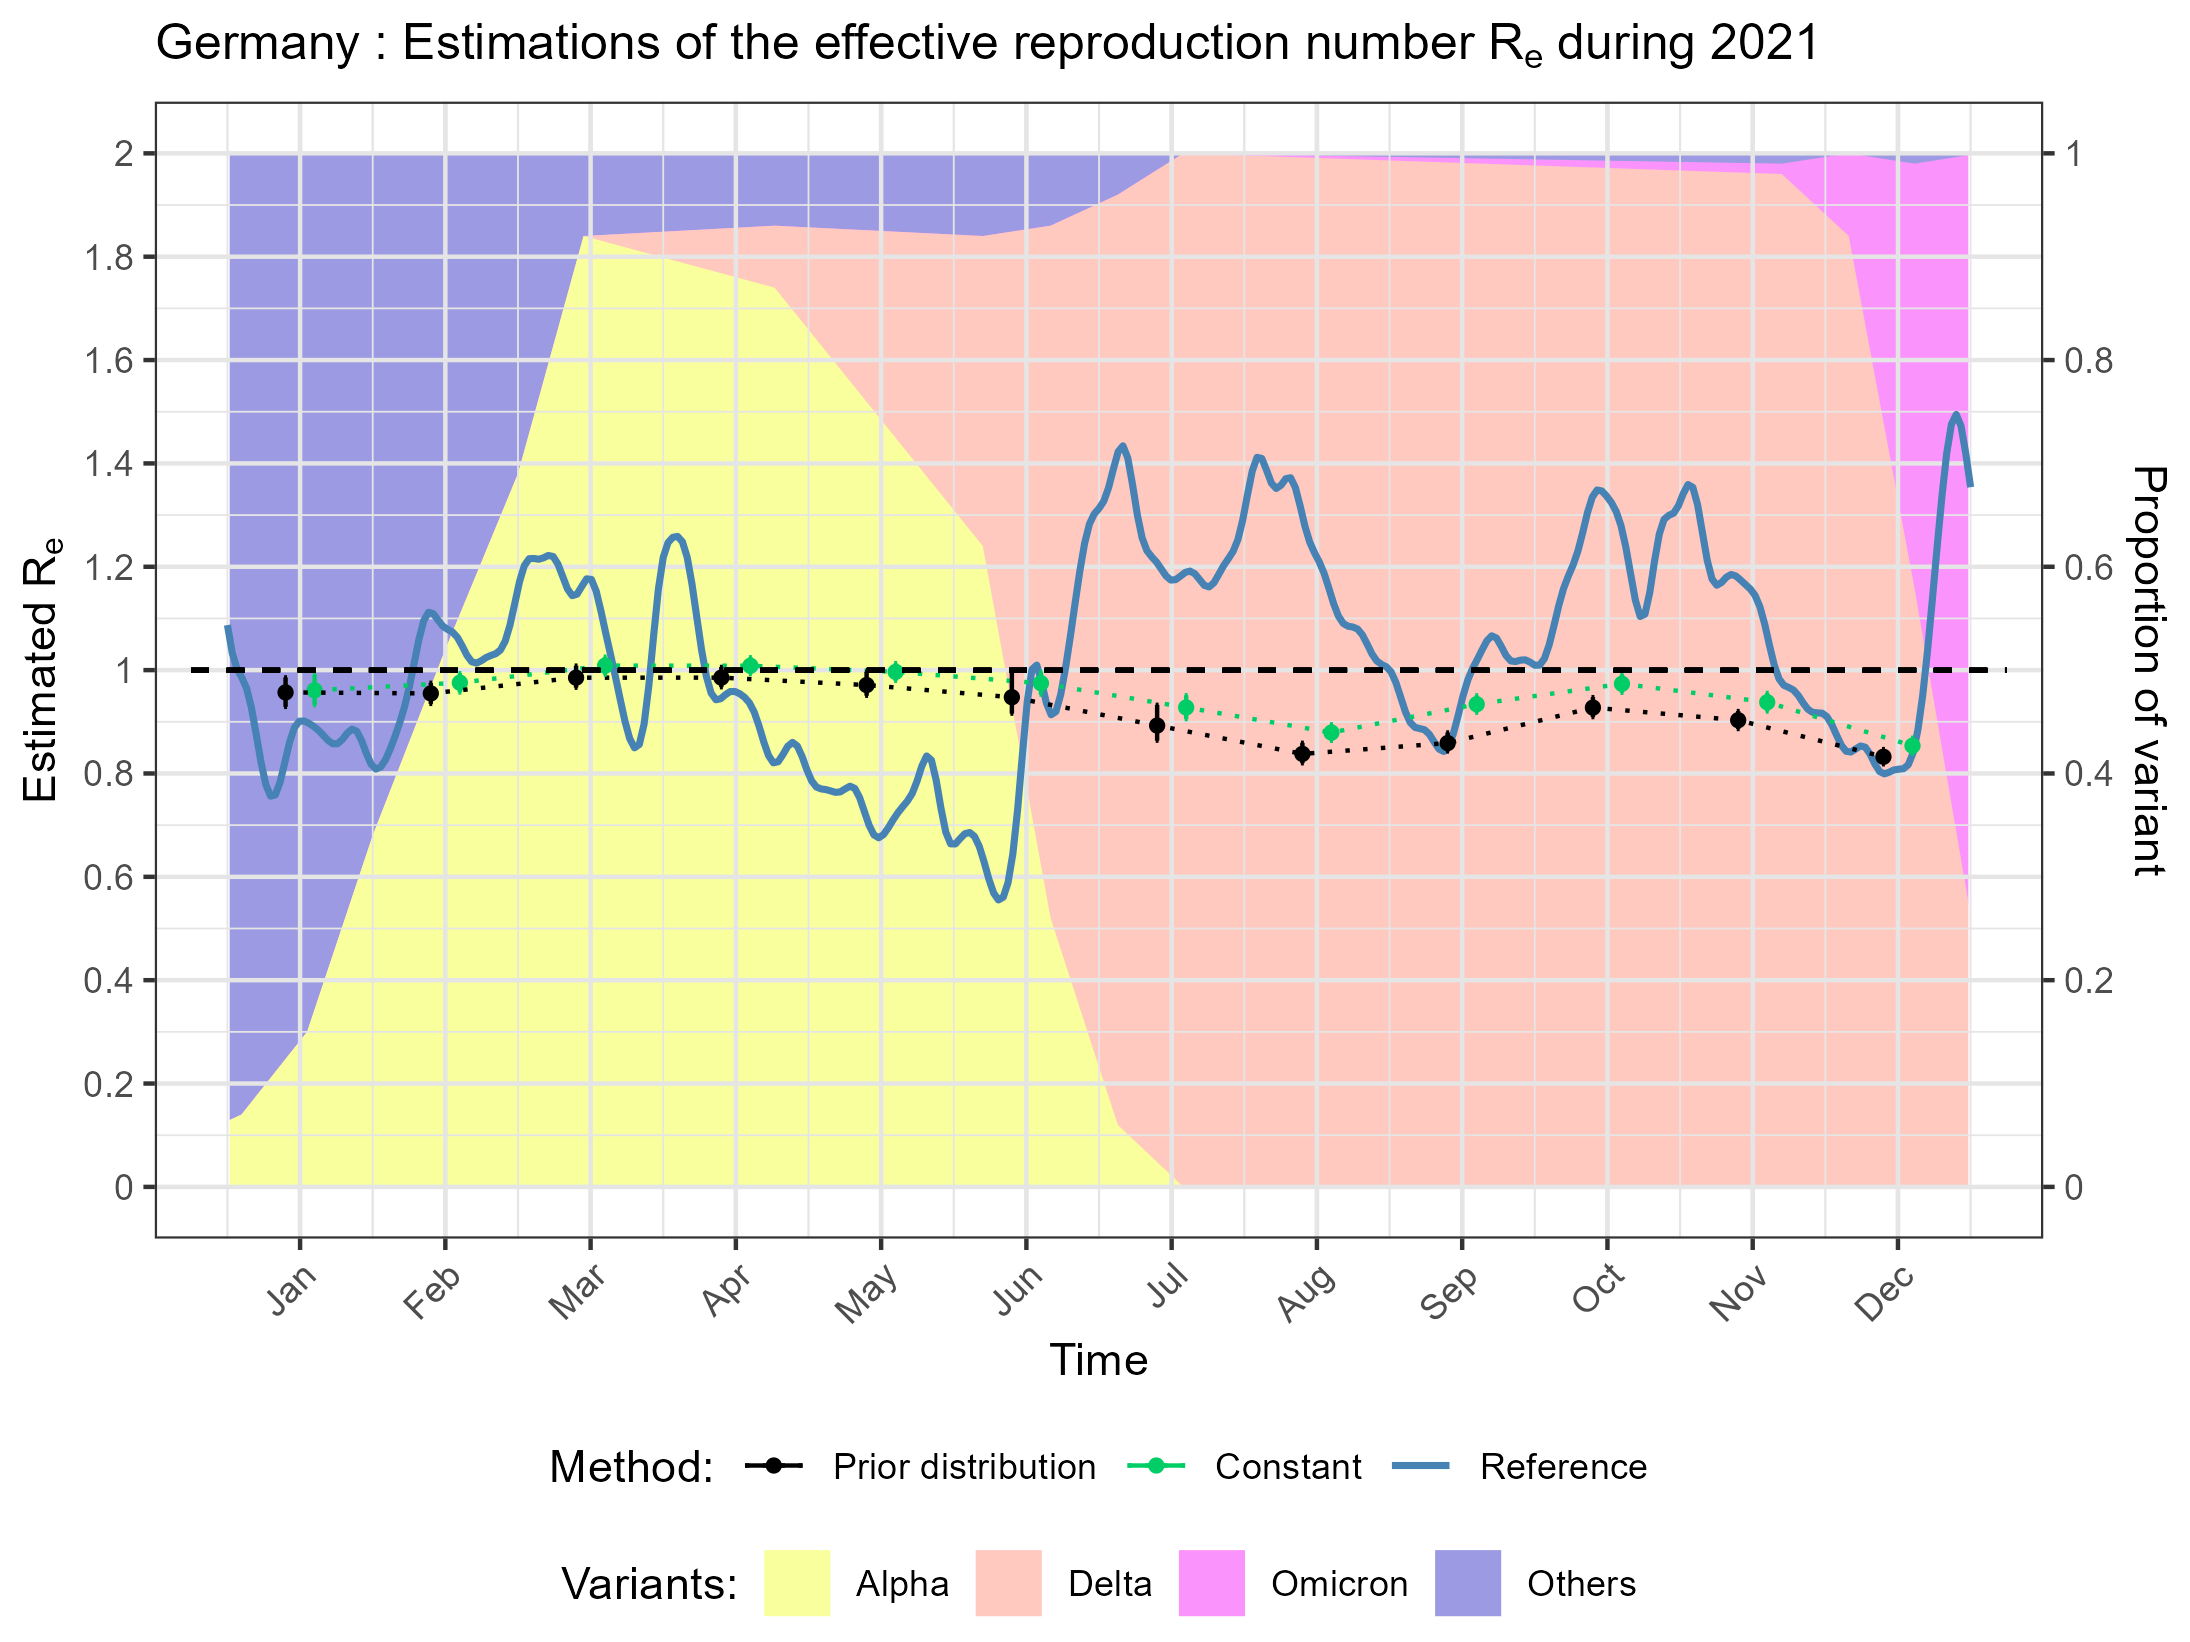 Germany : Estimations of the effective reproduction number Re during 2021
Estimated Re
2
1.8
1.6
1.4
1.2
1
0.8
0.6
0.4
0.2
0
1
0.8
0.6
0.4
0.2
0
Proportion of variant
Jan Feb Mar Apr May Jun Jul Aug Sep Oct Nov Dec
Time
Method: Prior distribution Constant Reference
Variants: Alpha Delta Omicron Others